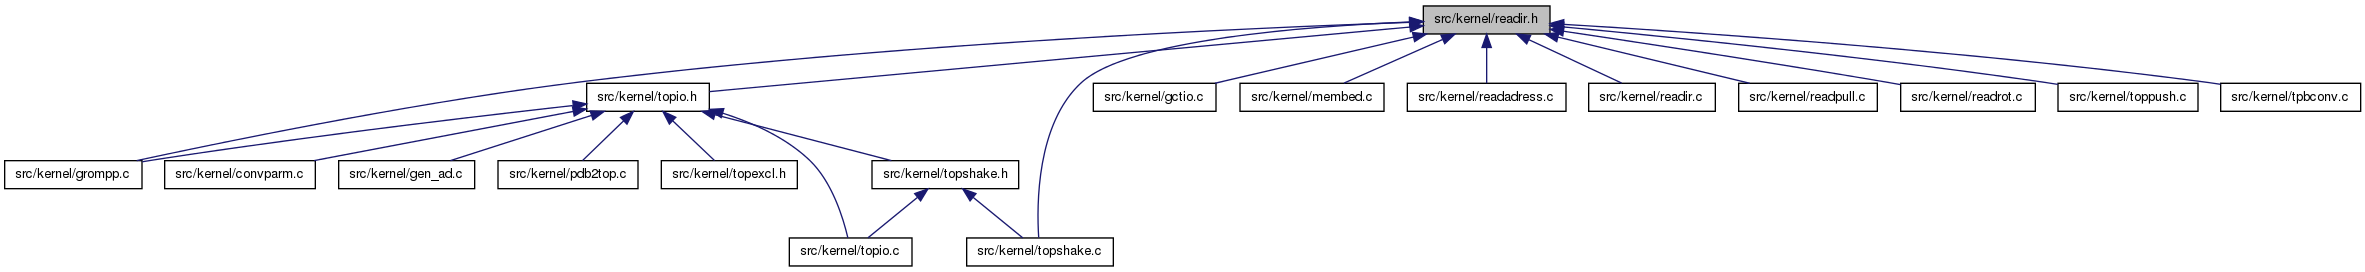 src/kernel/readir.h
src/kernel/topio.h
src/kernel/gctio.c
src/kernel/membed.c
src/kernel/readadress.c
src/kernel/readir.c
src/kernel/readpull.c
src/kernel/readrot.c
src/kernel/toppush.c
src/kernel/tpbconv.c
src/kernel/grompp.c
src/kernel/convparm.c
src/kernel/gen_ad.c
src/kernel/pdb2top.c
src/kernel/topexcl.h
src/kernel/topshake.h
src/kernel/topio.c
src/kernel/topshake.c